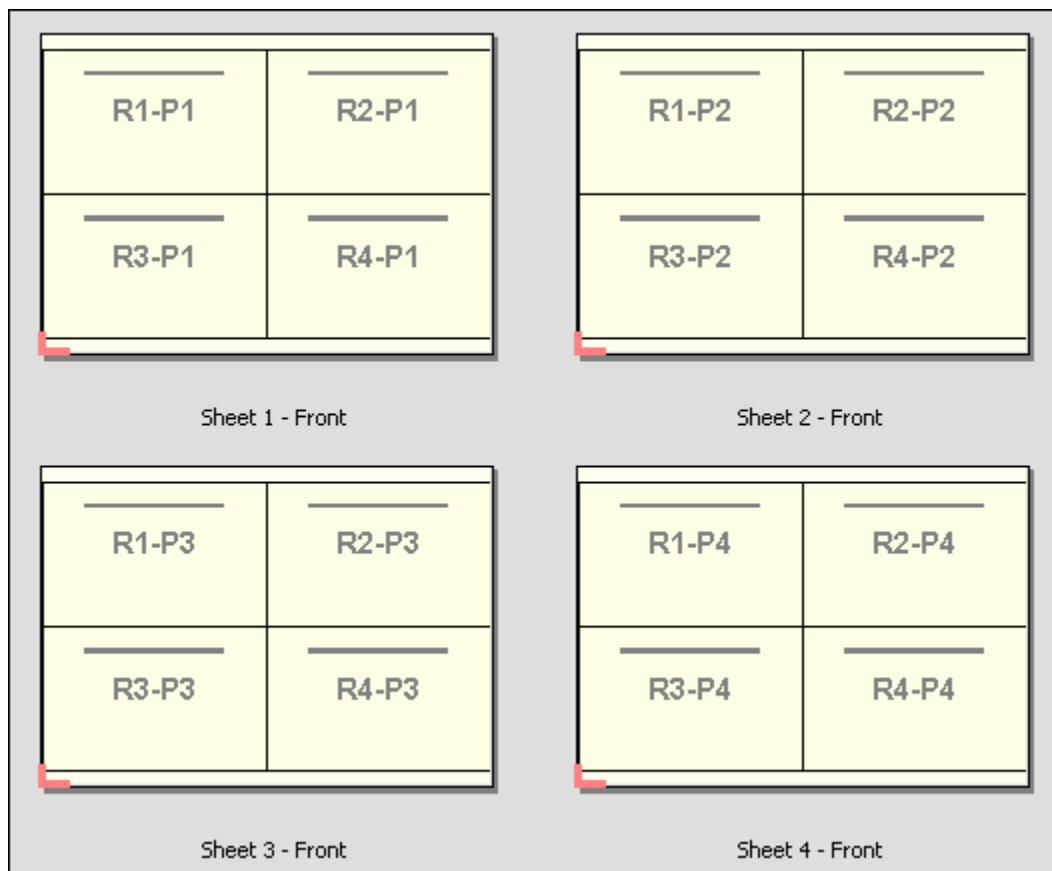 R1-P1 R2-P1
R3-P1 R4-P1
Sheet 1 - Front
R1-P2 R2-P2
R3-P2 R4-P2
Sheet 2 - Front
R1-P3 R2-P3
R3-P3 R4-P3
Sheet 3 - Front
R1-P4 R2-P4
R3-P4 R4-P4
Sheet 4 - Front